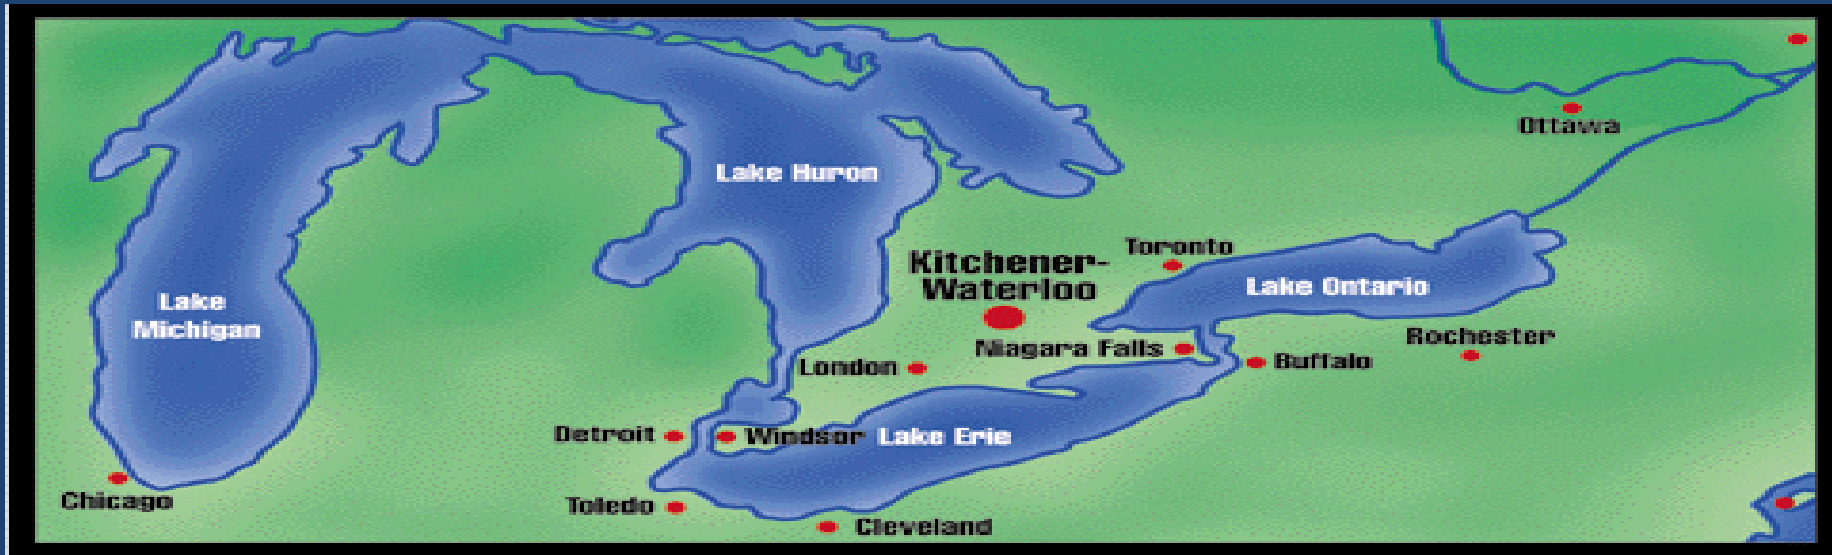 Ottawa
Lake Huron
Toronto
Kitchener-
Waterloo
Lake Ontario
Lake
Michigan
Rochester
Niagara Falls
Buffalo
London
Detroit
Windsor
Lake Erie
Chicago
Toledo
Cleveland